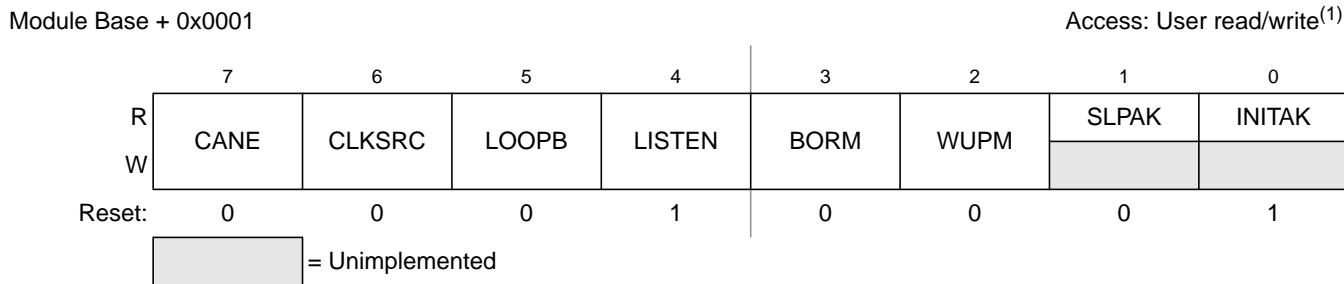 Module Base + 0x0001 Access: User read/write(1)
7 6 5 4 3 2 1 0
R CANE CLKSRC LOOPB LISTEN BORM WUPM SLPAK INITAK
W
Reset: 0 0 0 1 0 0 0 1
= Unimplemented